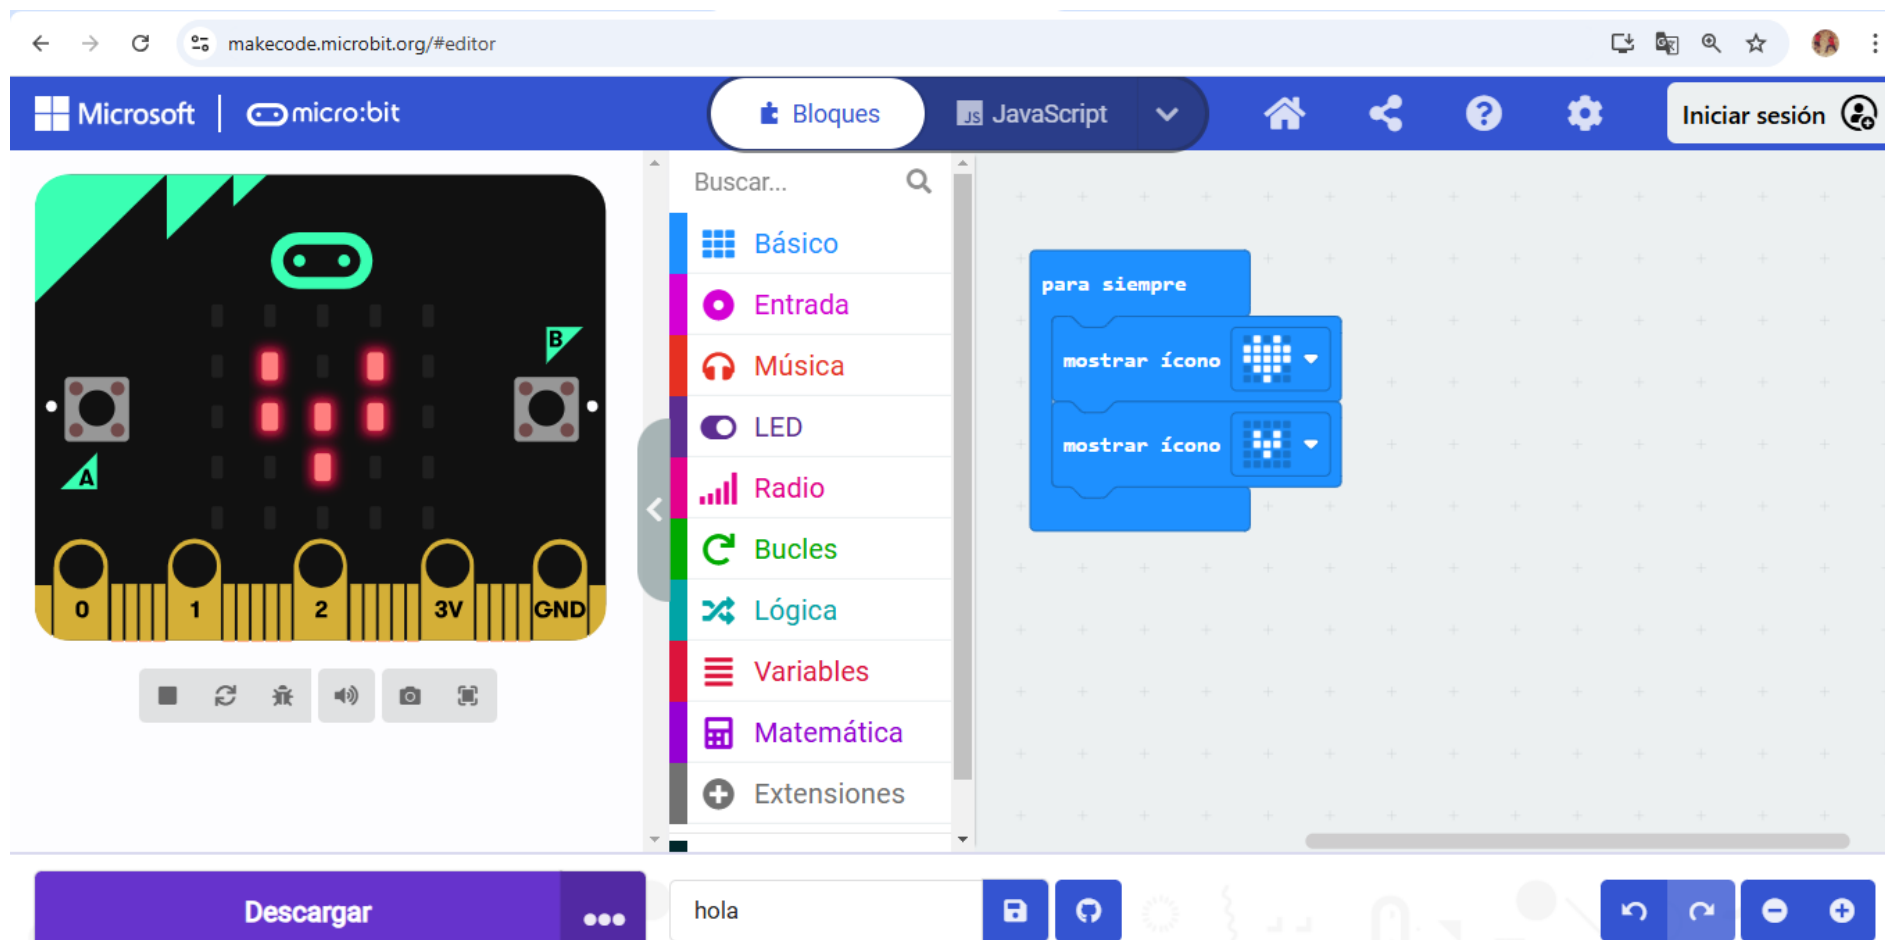 makecode.microbit.org/#editor
Microsoft micro:bit Bloques JS JavaScript Iniciar sesión
B
A
0 1 2 3V GND
Buscar...
Básico
Entrada
Música
LED
Radio
Bucles
Lógica
Variables
Matemática
Extensiones
para siempre
mostrar ícono
mostrar ícono
Descargar ••• hola